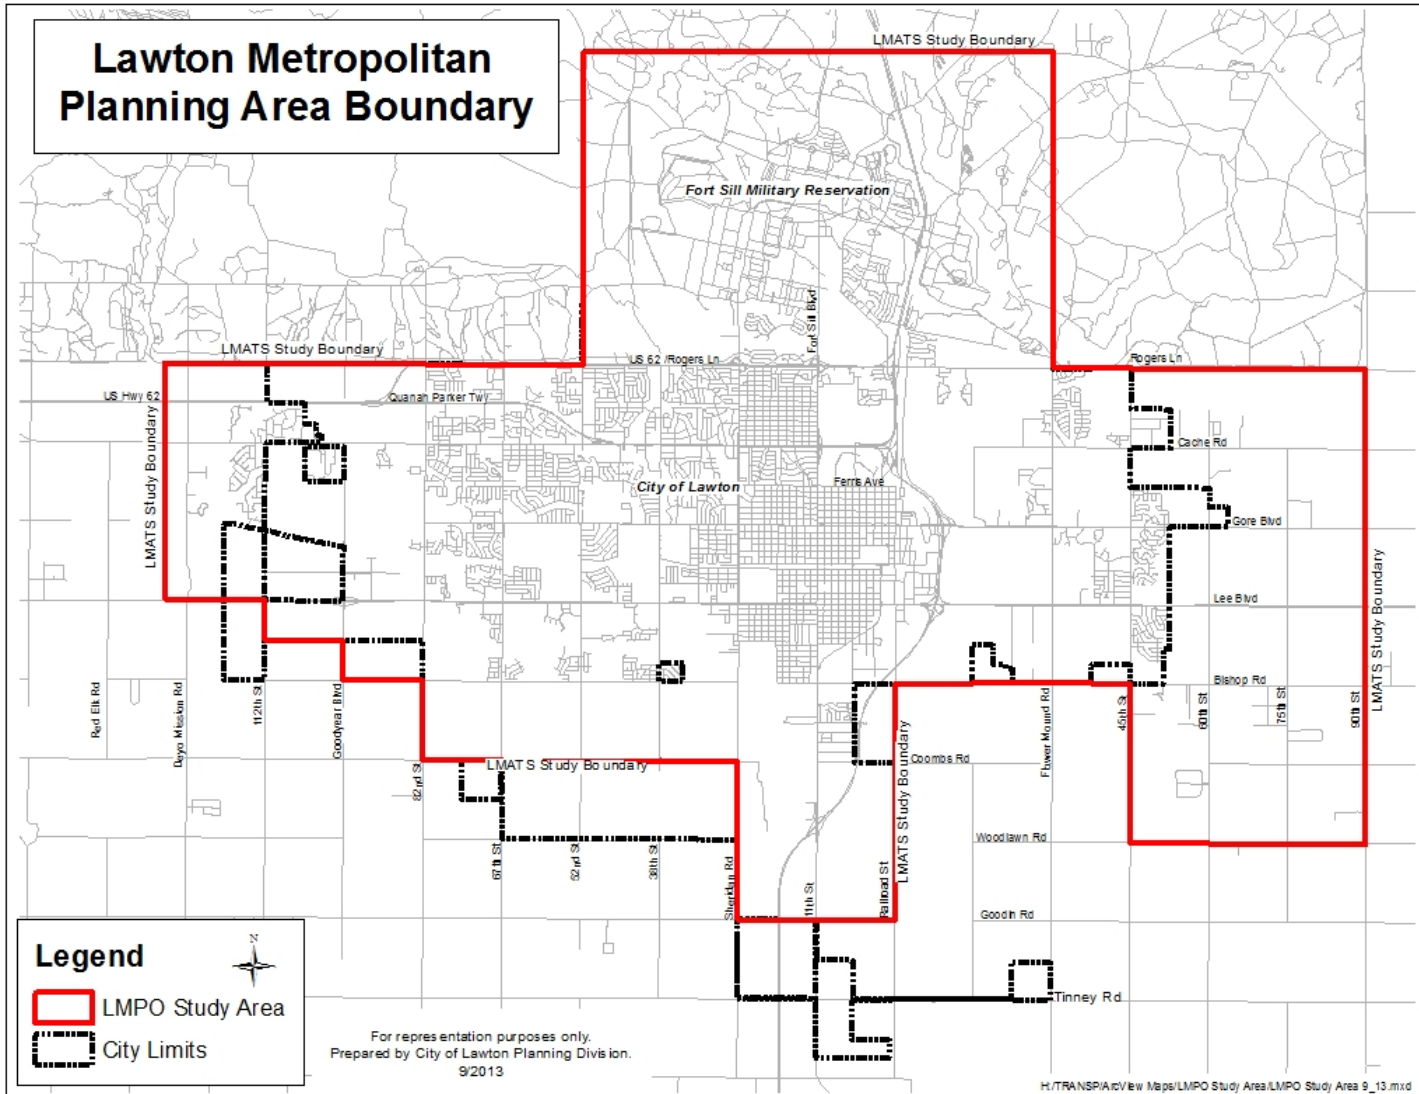 Lawton Metropolitan
Planning Area Boundary
LMATS Study Boundary
Fort Sill Military Reservation
Fort Sill Blvd
LMATS Study Boundary
US 62 /Rogers Ln
Rogers Ln
US Hwy 62
Quanah Parker Twy
LMATS Study Boundary
Cache Rd
City of Lawton
Ferris Ave
Gore Blvd
Lee Blvd
LMATS Study Boundary
Bishop Rd
Red Elk Rd
Deyo Mission Rd
112th St
Goodyear Blvd
82nd St
LMATS Study Boundary
Coombs Rd
LMATS Study Boundary
Flower Mound Rd
45th St
60th St
75th St
90th St
67th St
52nd St
38th St
Sheridan Rd
11th St
Railroad St
Woodlawn Rd
Goodin Rd
Tinney Rd
Legend
N
LMPO Study Area
City Limits
For representation purposes only.
Prepared by City of Lawton Planning Division.
9/2013
H:/TRANSP/ArcView Maps/LMPO Study Area/LMPO Study Area 9_13.mxd